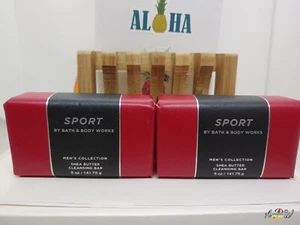 ALOHA
SPORT
BY BATH & BODY WORKS
MEN'S COLLECTION
SHEA BUTTER
CLEANSING BAR
5 oz / 141.75 g
SPORT
BY BATH & BODY WORKS
MEN'S COLLECTION
SHEA BUTTER
CLEANSING BAR
5 oz / 141.75 g